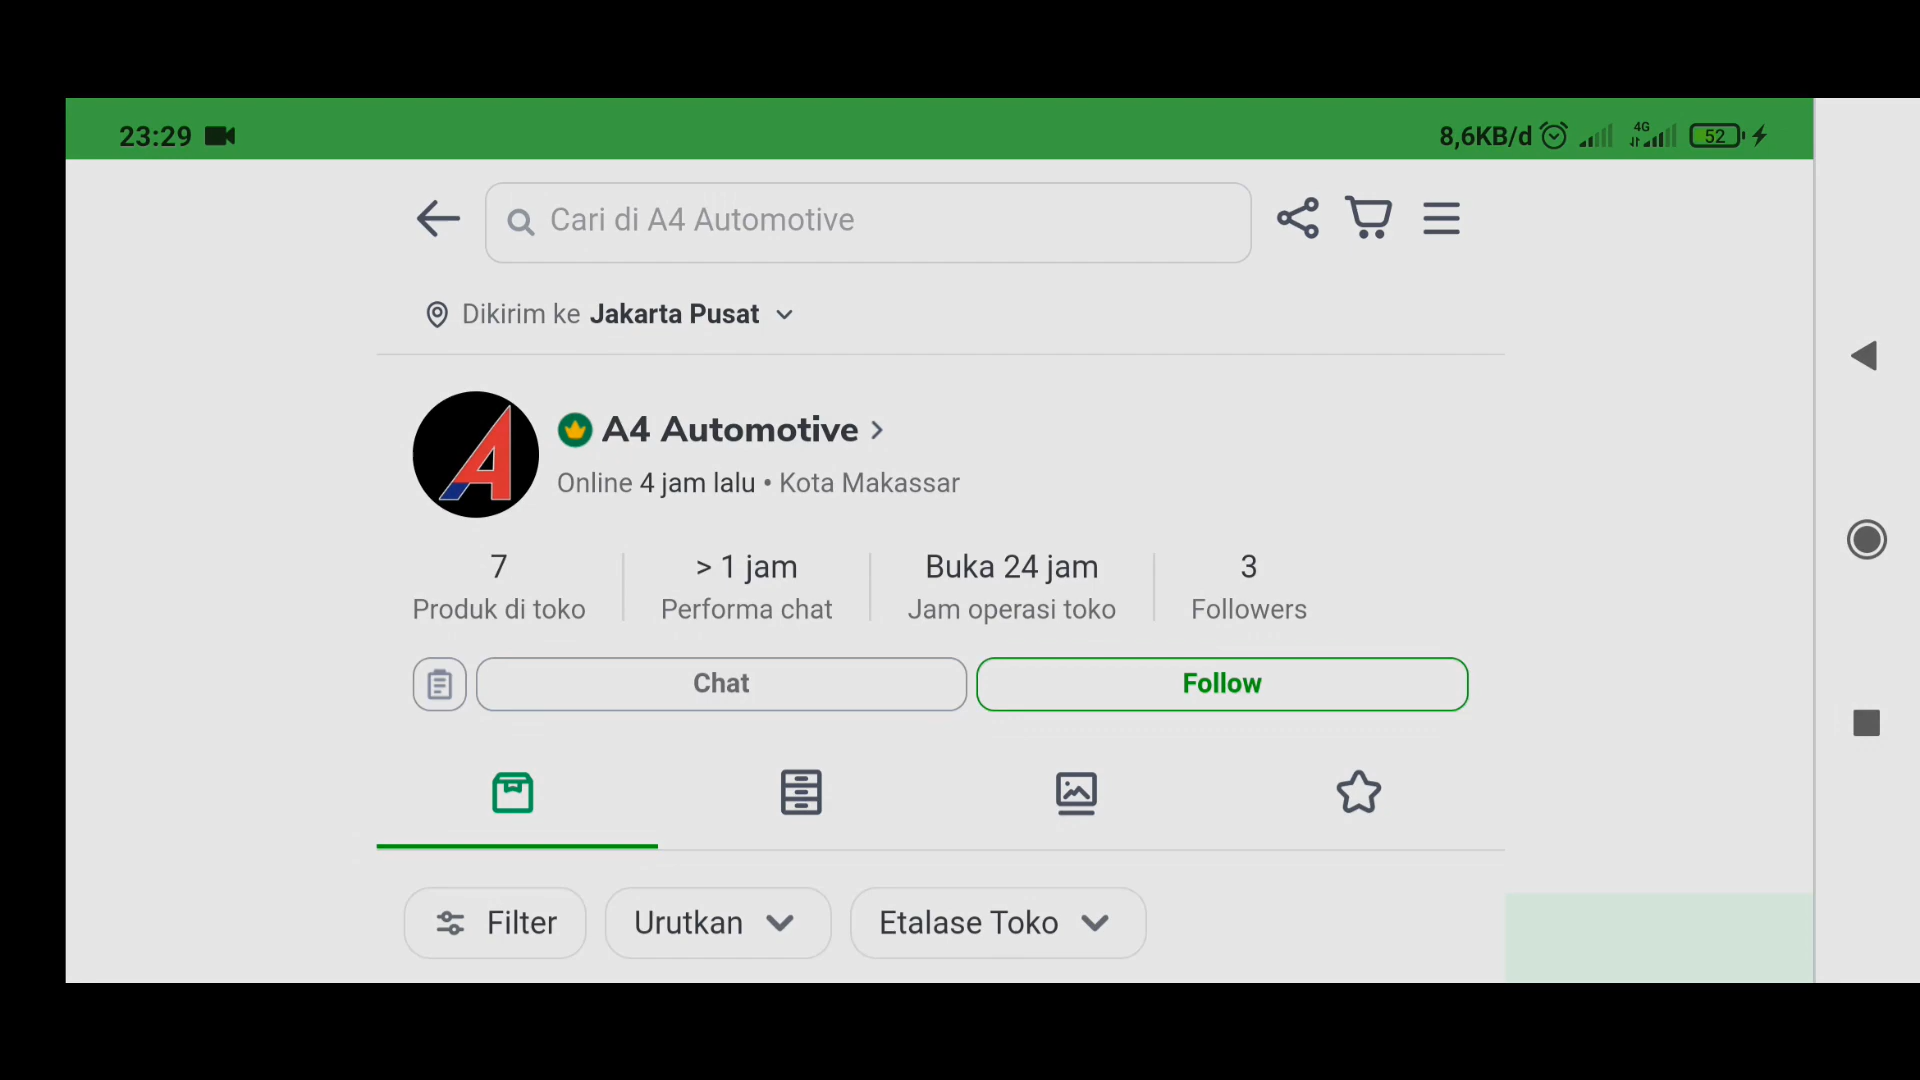 23:29
8,6KB/d 4G 52
Cari di A4 Automotive
Dikirim ke Jakarta Pusat
A4 Automotive
Online 4 jam lalu • Kota Makassar
7
Produk di toko
> 1 jam
Performa chat
Buka 24 jam
Jam operasi toko
3
Followers
Chat
Follow
Filter
Urutkan
Etalase Toko